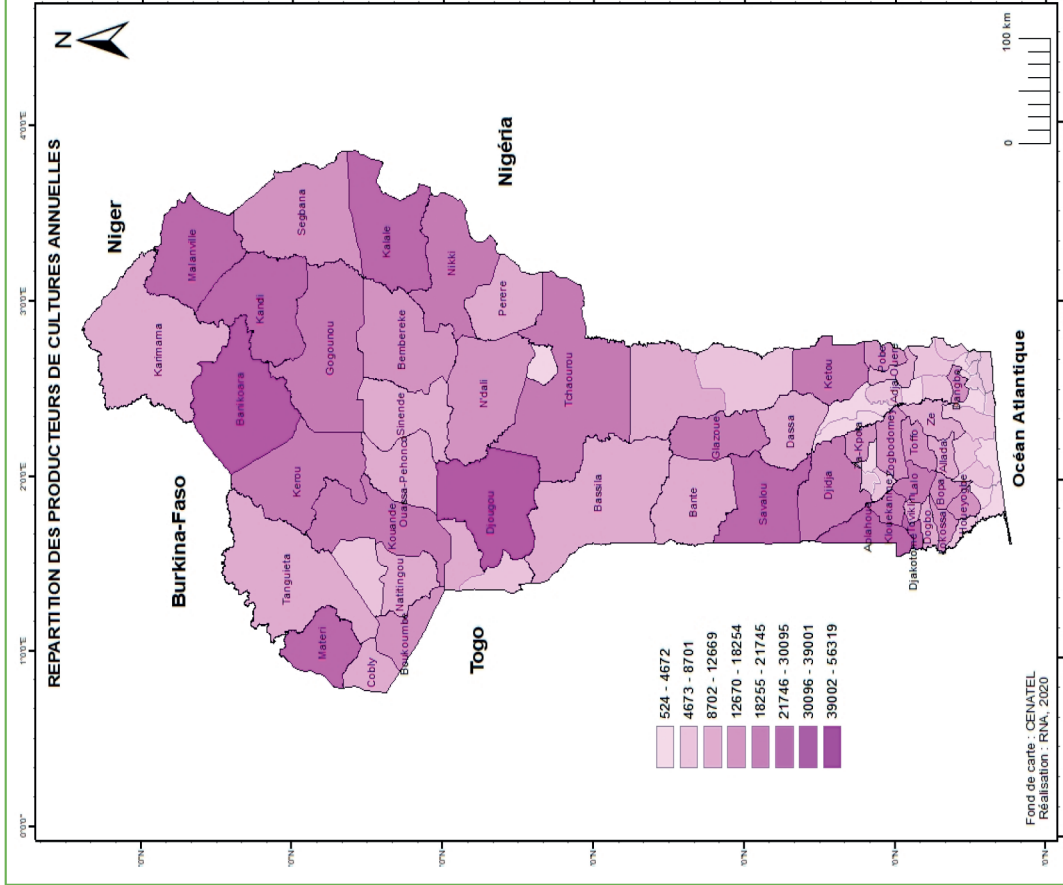 REPARTITION DES PRODUCTEURS DE CULTURES ANNUELLES
N
0°0'0"
1°0'0"E
2°0'0"E
3°0'0"E
4°0'0"E
Niger
Burkina-Faso
Nigéria
Togo
Océan Atlantique
Karimama
Malanville
Banikoara
Kandi
Segbana
Gogounou
Kerou
Tanguieta
Materi
Cobly
Boukoumbe
Natitingou
Kouande
Ouassa-Pehonco
Sinende
Bembereke
Kalale
Nikki
N'dali
Perere
Djougou
Tchaourou
Bassila
Bante
Glazoue
Savalou
Dassa
Ketou
Djidja
Za-Kpota
Aplahoue
Klouekanme
Zogbodomey
Adja-Ouere
Pobe
Djakotome
Toviklin
Lalo
Toffo
Dogbo
Bopa
Allada
Ze
Dangbo
Houeyogbe
524 - 4672
4673 - 8701
8702 - 12669
12670 - 18254
18255 - 21745
21746 - 30095
30096 - 39001
39002 - 56319
0
100 km
Fond de carte : CENATEL
Réalisation : RNA, 2020